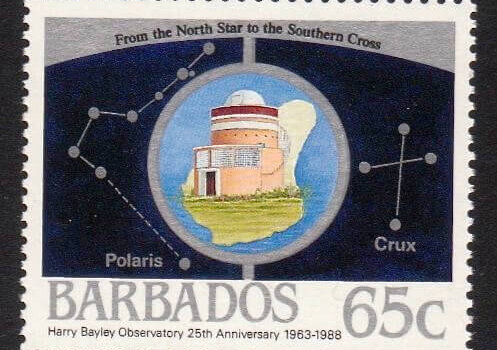 From the North Star to the Southern Cross
Polaris
Crux
BARBADOS 65c
Harry Bayley Observatory 25th Anniversary 1963-1988